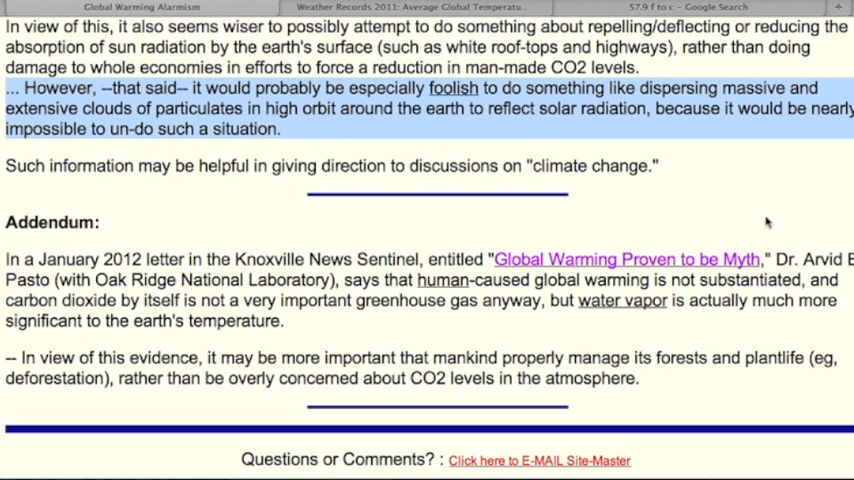 Global Warming Alarmism
Weather Records 2011: Average Global Temperatu...
57.9 f to c – Google Search
In view of this, it also seems wiser to possibly attempt to do something about repelling/deflecting or reducing the
absorption of sun radiation by the earth's surface (such as white roof-tops and highways), rather than doing
damage to whole economies in efforts to force a reduction in man-made CO2 levels.
... However, --that said-- it would probably be especially foolish to do something like dispersing massive and
extensive clouds of particulates in high orbit around the earth to reflect solar radiation, because it would be nearly
impossible to un-do such a situation.
Such information may be helpful in giving direction to discussions on "climate change."
Addendum:
In a January 2012 letter in the Knoxville News Sentinel, entitled "Global Warming Proven to be Myth," Dr. Arvid E
Pasto (with Oak Ridge National Laboratory), says that human-caused global warming is not substantiated, and
carbon dioxide by itself is not a very important greenhouse gas anyway, but water vapor is actually much more
significant to the earth's temperature.
-- In view of this evidence, it may be more important that mankind properly manage its forests and plantlife (eg,
deforestation), rather than be overly concerned about CO2 levels in the atmosphere.
Questions or Comments? : Click here to E-MAIL Site-Master